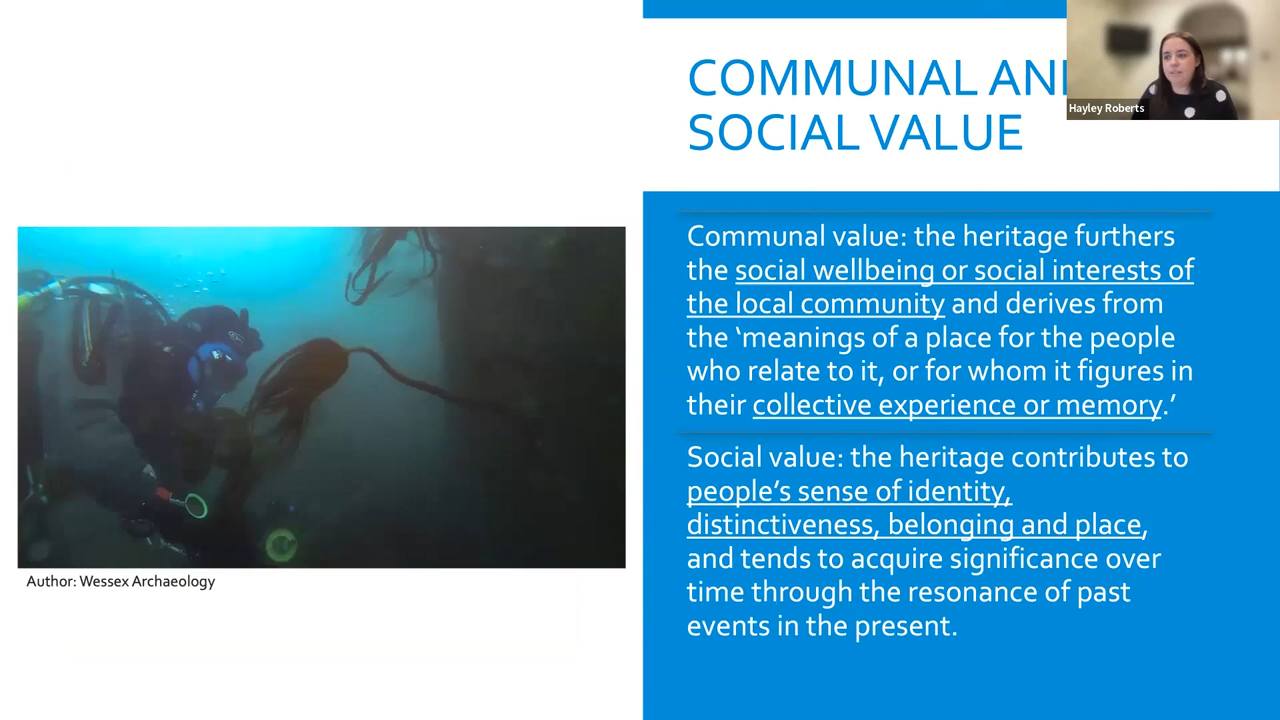 COMMUNAL AN
SOCIAL VALUE
Hayley Roberts
Communal value: the heritage furthers
the social wellbeing or social interests of
the local community and derives from
the ‘meanings of a place for the people
who relate to it, or for whom it figures in
their collective experience or memory.’
Social value: the heritage contributes to
people’s sense of identity,
distinctiveness, belonging and place,
and tends to acquire significance over
time through the resonance of past
events in the present.
Author: Wessex Archaeology